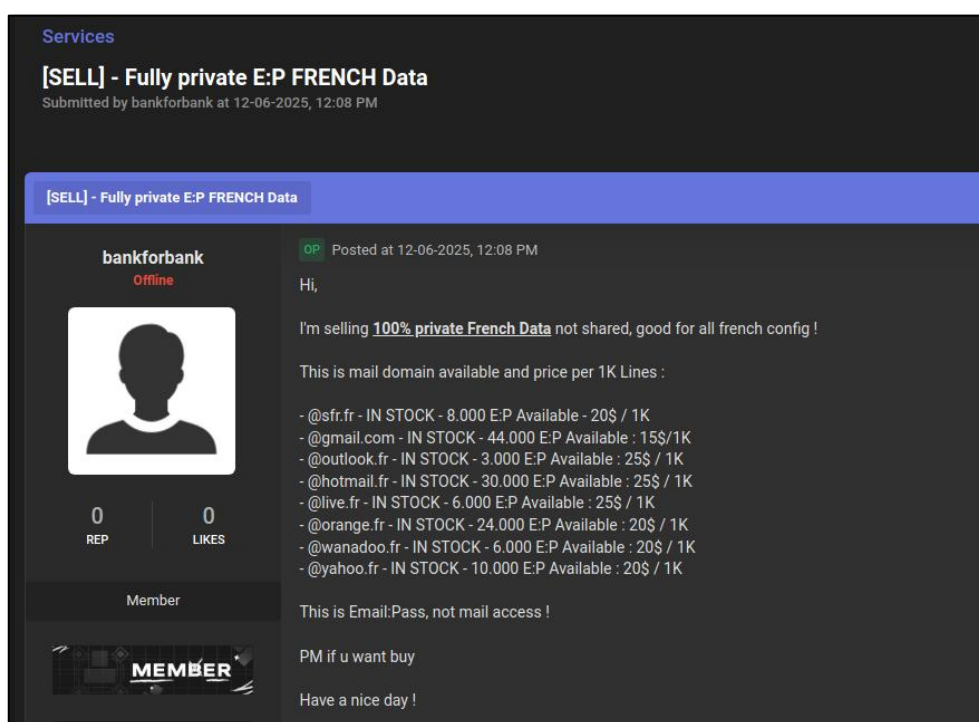 Services
[SELL] - Fully private E:P FRENCH Data
Submitted by bankforbank at 12-06-2025, 12:08 PM
[SELL] - Fully private E:P FRENCH Data
bankforbank
Offline
0
REP
0
LIKES
Member
MEMBER
OP Posted at 12-06-2025, 12:08 PM
Hi,
I'm selling 100% private French Data not shared, good for all french config !
This is mail domain available and price per 1K Lines :
- @sfr.fr - IN STOCK - 8.000 E:P Available - 20$ / 1K
- @gmail.com - IN STOCK - 44.000 E:P Available : 15$/1K
- @outlook.fr - IN STOCK - 3.000 E:P Available : 25$ / 1K
- @hotmail.fr - IN STOCK - 30.000 E:P Available : 25$ / 1K
- @live.fr - IN STOCK - 6.000 E:P Available : 25$ / 1K
- @orange.fr - IN STOCK - 24.000 E:P Available : 20$ / 1K
- @wanadoo.fr - IN STOCK - 6.000 E:P Available : 20$ / 1K
- @yahoo.fr - IN STOCK - 10.000 E:P Available : 20$ / 1K
This is Email:Pass, not mail access !
PM if u want buy
Have a nice day !